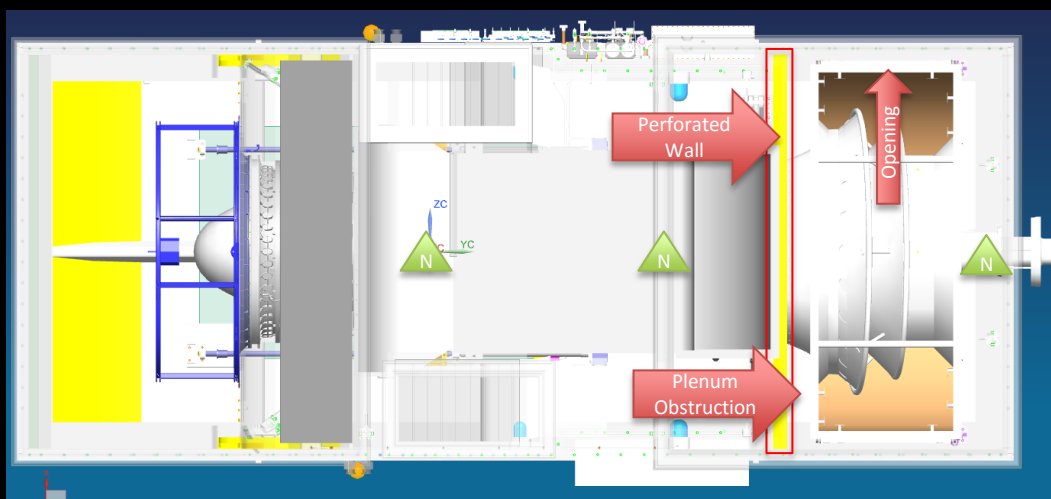 Perforated
Wall
Opening
ZC
YC
N
N
N
Plenum
Obstruction